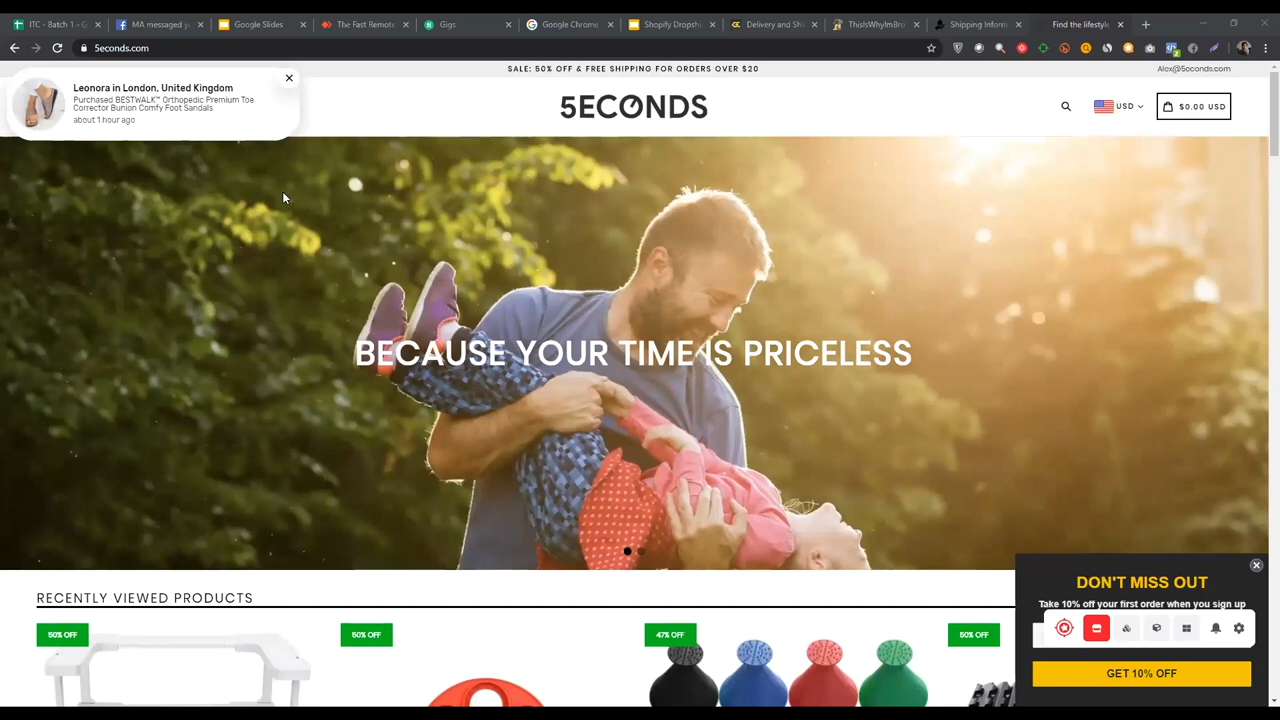 ITC - Batch 1 - G
MA messaged y
Google Slides
The Fast Remot
Gigs
Google Chrome
Shopify Dropsh
Delivery and Shi
ThisIsWhyImBro
Shipping Inform
Find the lifestyle
5econds.com
SALE: 50% OFF & FREE SHIPPING FOR ORDERS OVER $20
Alex@5econds.com
Leonora in London, United Kingdom
Purchased BESTWALK™ Orthopedic Premium Toe
Corrector Bunion Comfy Foot Sandals
about 1 hour ago
5ECONDS
USD
$0.00 USD
BECAUSE YOUR TIME IS PRICELESS
RECENTLY VIEWED PRODUCTS
50% OFF
50% OFF
47% OFF
50% OFF
DON'T MISS OUT
Take 10% off your first order when you sign up
GET 10% OFF